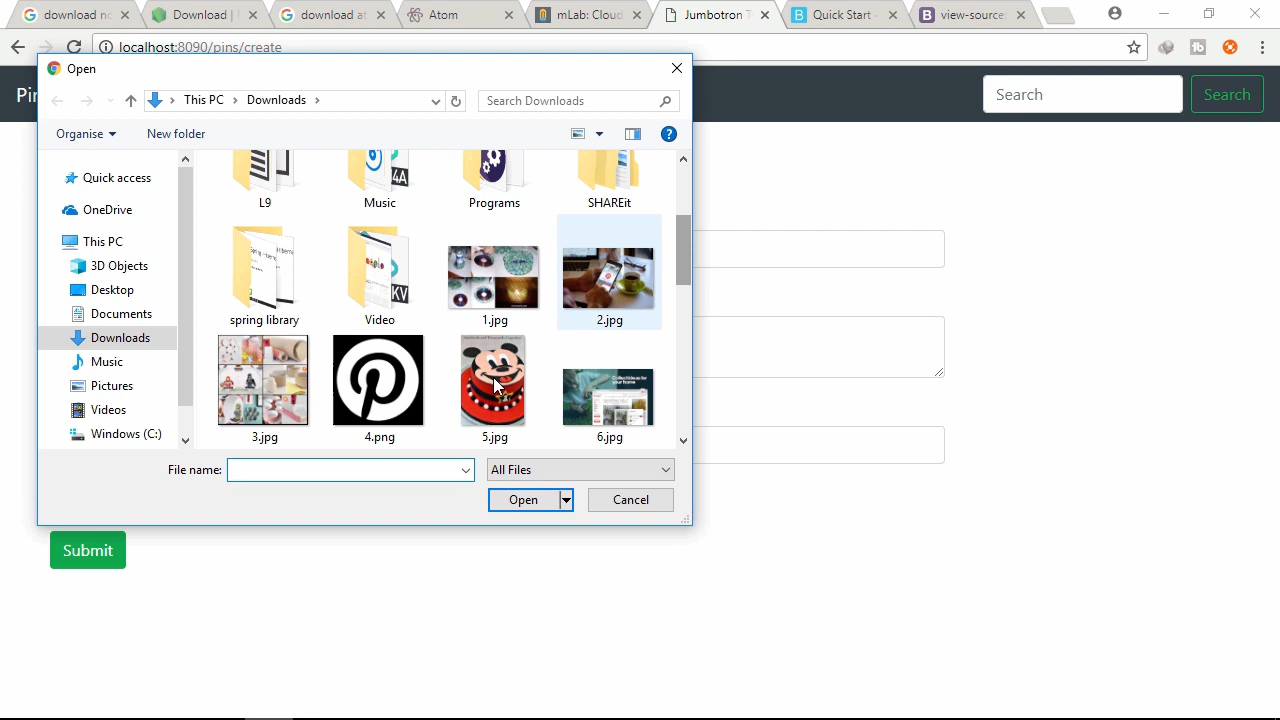 download no
Download |
download at
Atom
mLab: Cloud
Jumbotron T
Quick Start -
view-source:
localhost:8090/pins/create
Open
Pin
Search
Search
This PC > Downloads >
Search Downloads
Organise
New folder
Quick access
OneDrive
This PC
3D Objects
Desktop
Documents
Downloads
Music
Pictures
Videos
Windows (C:)
L9
Music
Programs
SHAREit
spring library
Video
1.jpg
2.jpg
3.jpg
4.png
5.jpg
6.jpg
File name:
All Files
Open
Cancel
Submit